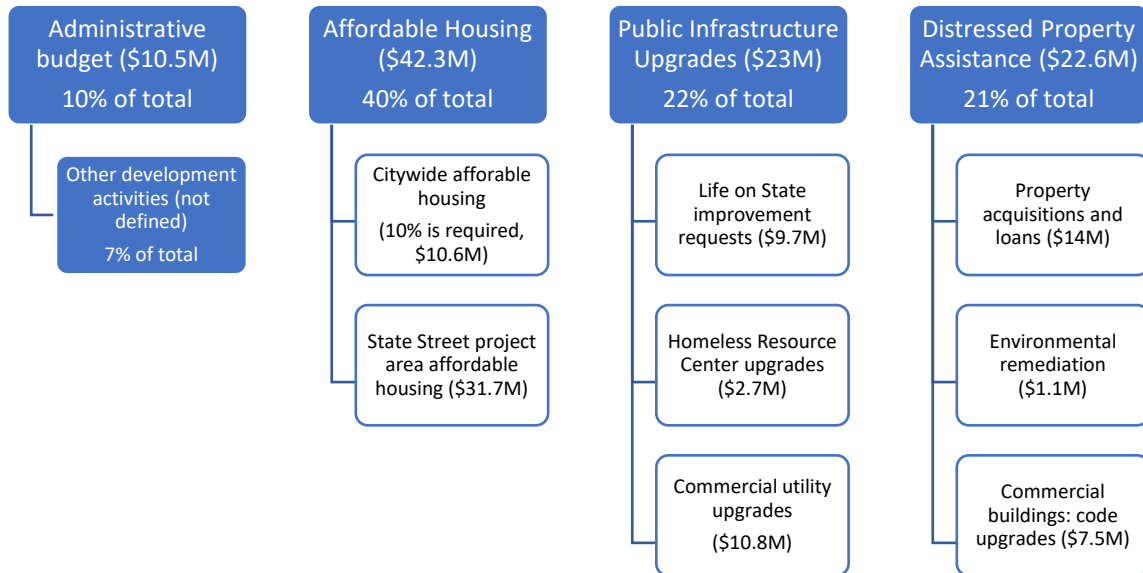 Administrative
budget ($10.5M)
10% of total
Other development
activities (not
defined)
7% of total
Affordable Housing
($42.3M)
40% of total
Citywide afforable
housing
(10% is required,
$10.6M)
State Street project
area affordable
housing ($31.7M)
Public Infrastructure
Upgrades ($23M)
22% of total
Life on State
improvement
requests ($9.7M)
Homeless Resource
Center upgrades
($2.7M)
Commercial utility
upgrades
($10.8M)
Distressed Property
Assistance ($22.6M)
21% of total
Property
acquisitions and
loans ($14M)
Environmental
remediation
($1.1M)
Commercial
buildings: code
upgrades ($7.5M)